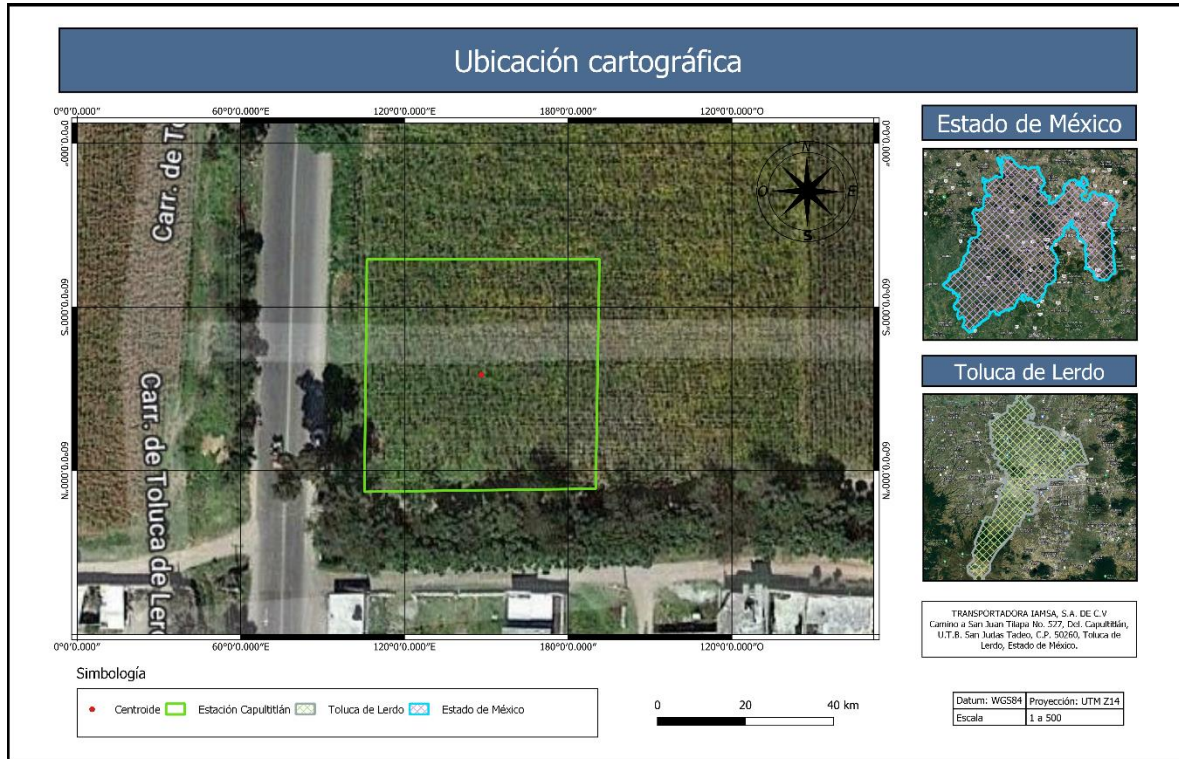 Ubicación cartográfica
0°0'0.000" 60°0'0.000"E 120°0'0.000"E 180°0'0.000" 120°0'0.000"O
0°0'0.000"
60°0'0.000"S
60°0'0.000"N
0°0'0.000"
60°0'0.000"S
60°0'0.000"N
Carr. de To
Carr. de Toluca de Lerd
N
O
E
S
0°0'0.000" 60°0'0.000"E 120°0'0.000"E 180°0'0.000" 120°0'0.000"O
Estado de México
Toluca de Lerdo
TRANSPORTADORA IAMSA, S.A. DE C.V
Camino a San Juan Tilapa No. 527, Del. Capultitlán,
U.T.B. San Judas Tadeo, C.P. 50260, Toluca de
Lerdo, Estado de México.
Simbología
Centroide Estación Capultitlán Toluca de Lerdo Estado de México
0 20 40 km
Datum: WGS84 Proyección: UTM Z14
Escala 1 a 500